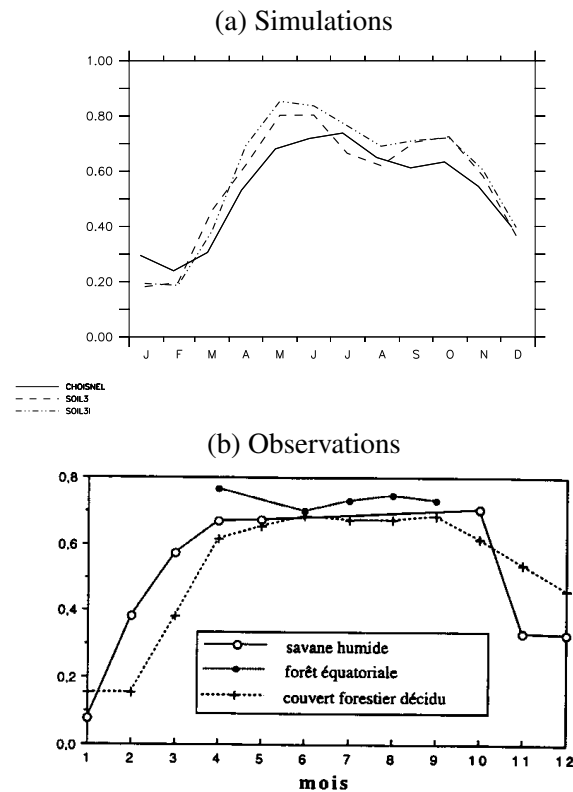 (a) Simulations
1.00
0.80
0.60
0.40
0.20
0.00
J F M A M J J A S O N D
CHOISNEL
SOIL3
SOIL3I
(b) Observations
0,8
0,6
0,4
0,2
0,0
savane humide
forêt équatoriale
couvert forestier décidu
1 2 3 4 5 6 7 8 9 10 11 12
mois